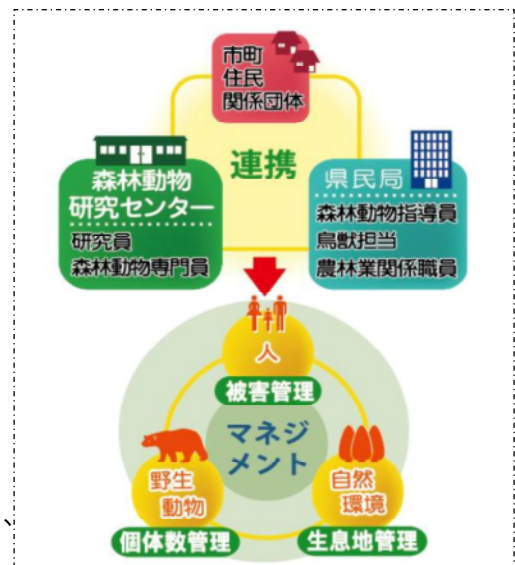 市町
住民
関係団体
連携
森林動物
研究センター
研究員
森林動物専門員
県民局
森林動物指導員
鳥獣担当
農林業関係職員
人
被害管理
マネジ
メント
野生
動物
個体数管理
自然
環境
生息地管理
、